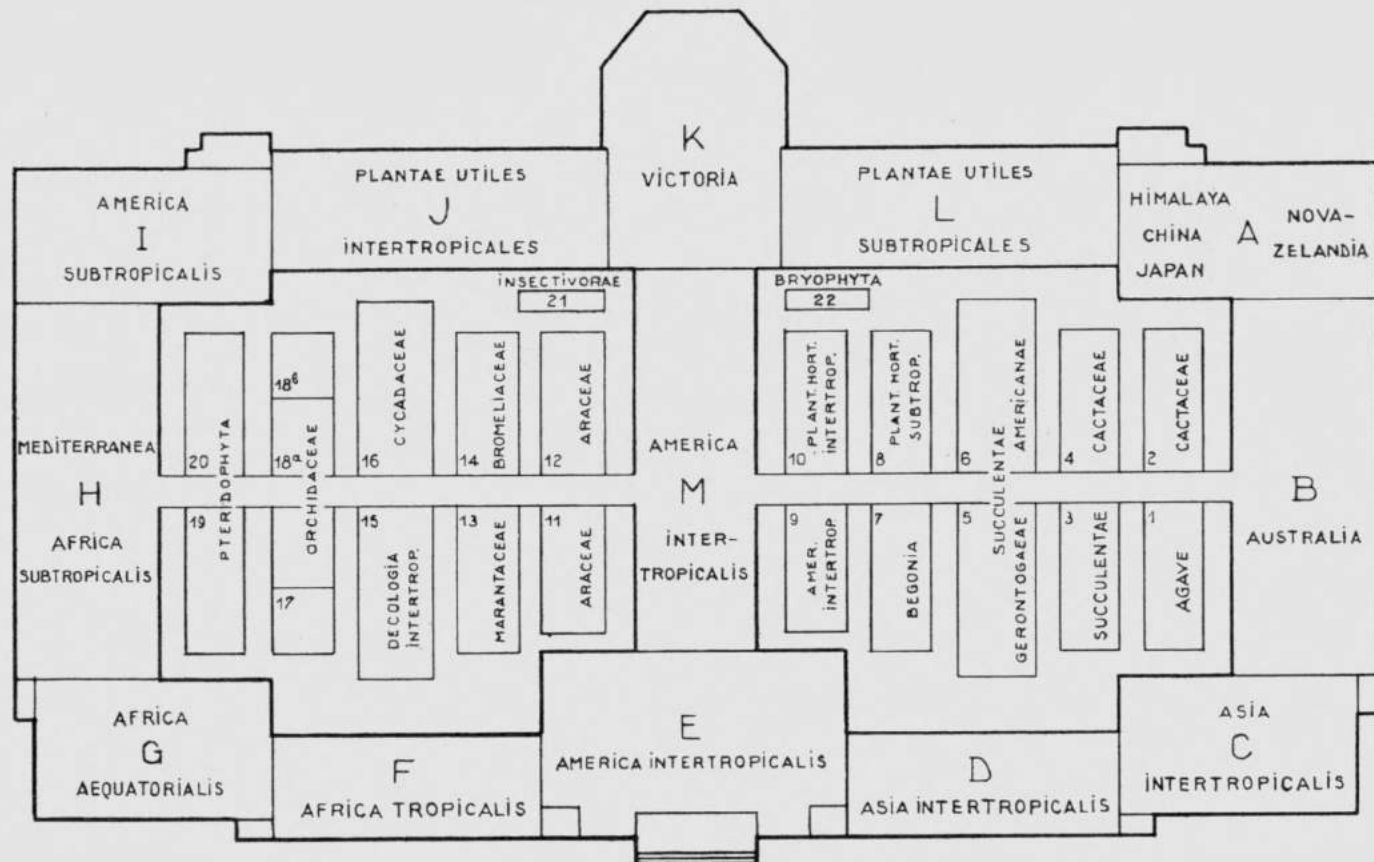 K
VICTORIA
AMERICA
I
SUBTROPICALIS
PLANTAE UTILES
J
INTERTROPICALES
PLANTAE UTILES
L
SUBTROPICALES
HIMALAYA
CHINA
JAPAN
A
NOVA-
ZELANDIA
INSECTIVORAE
21
BRYOPHYTA
22
MEDITERRANEA
H
AFRICA
SUBTROPICALIS
20
19
PTERDOPHYTA
18b
18a
17
ORCHIDACEAE
16
CYCADACEAE
15
DECOLOGIA
INTERTROP.
14
BROMELIACEAE
13
MARANTACEAE
12
ARACEAE
11
ARACEAE
AMERICA
M
INTER-
TROPICALIS
10
PLANT. HORT.
INTERTROP.
9
AMER.
INTERTROP
8
PLANT. HORT.
SUBTROP.
7
BEGONIA
6
5
SUCCULENTAE
AMERICANAE
GERONTOGAEAE
4
CACTACEAE
3
SUCCULENTAE
2
CACTACEAE
1
AGAVE
B
AUSTRALIA
AFRICA
G
AEQUATORIALIS
F
AFRICA TROPICALIS
E
AMERICA INTERTROPICALIS
D
ASIA INTERTROPICALIS
ASIA
C
INTERTROPICALIS